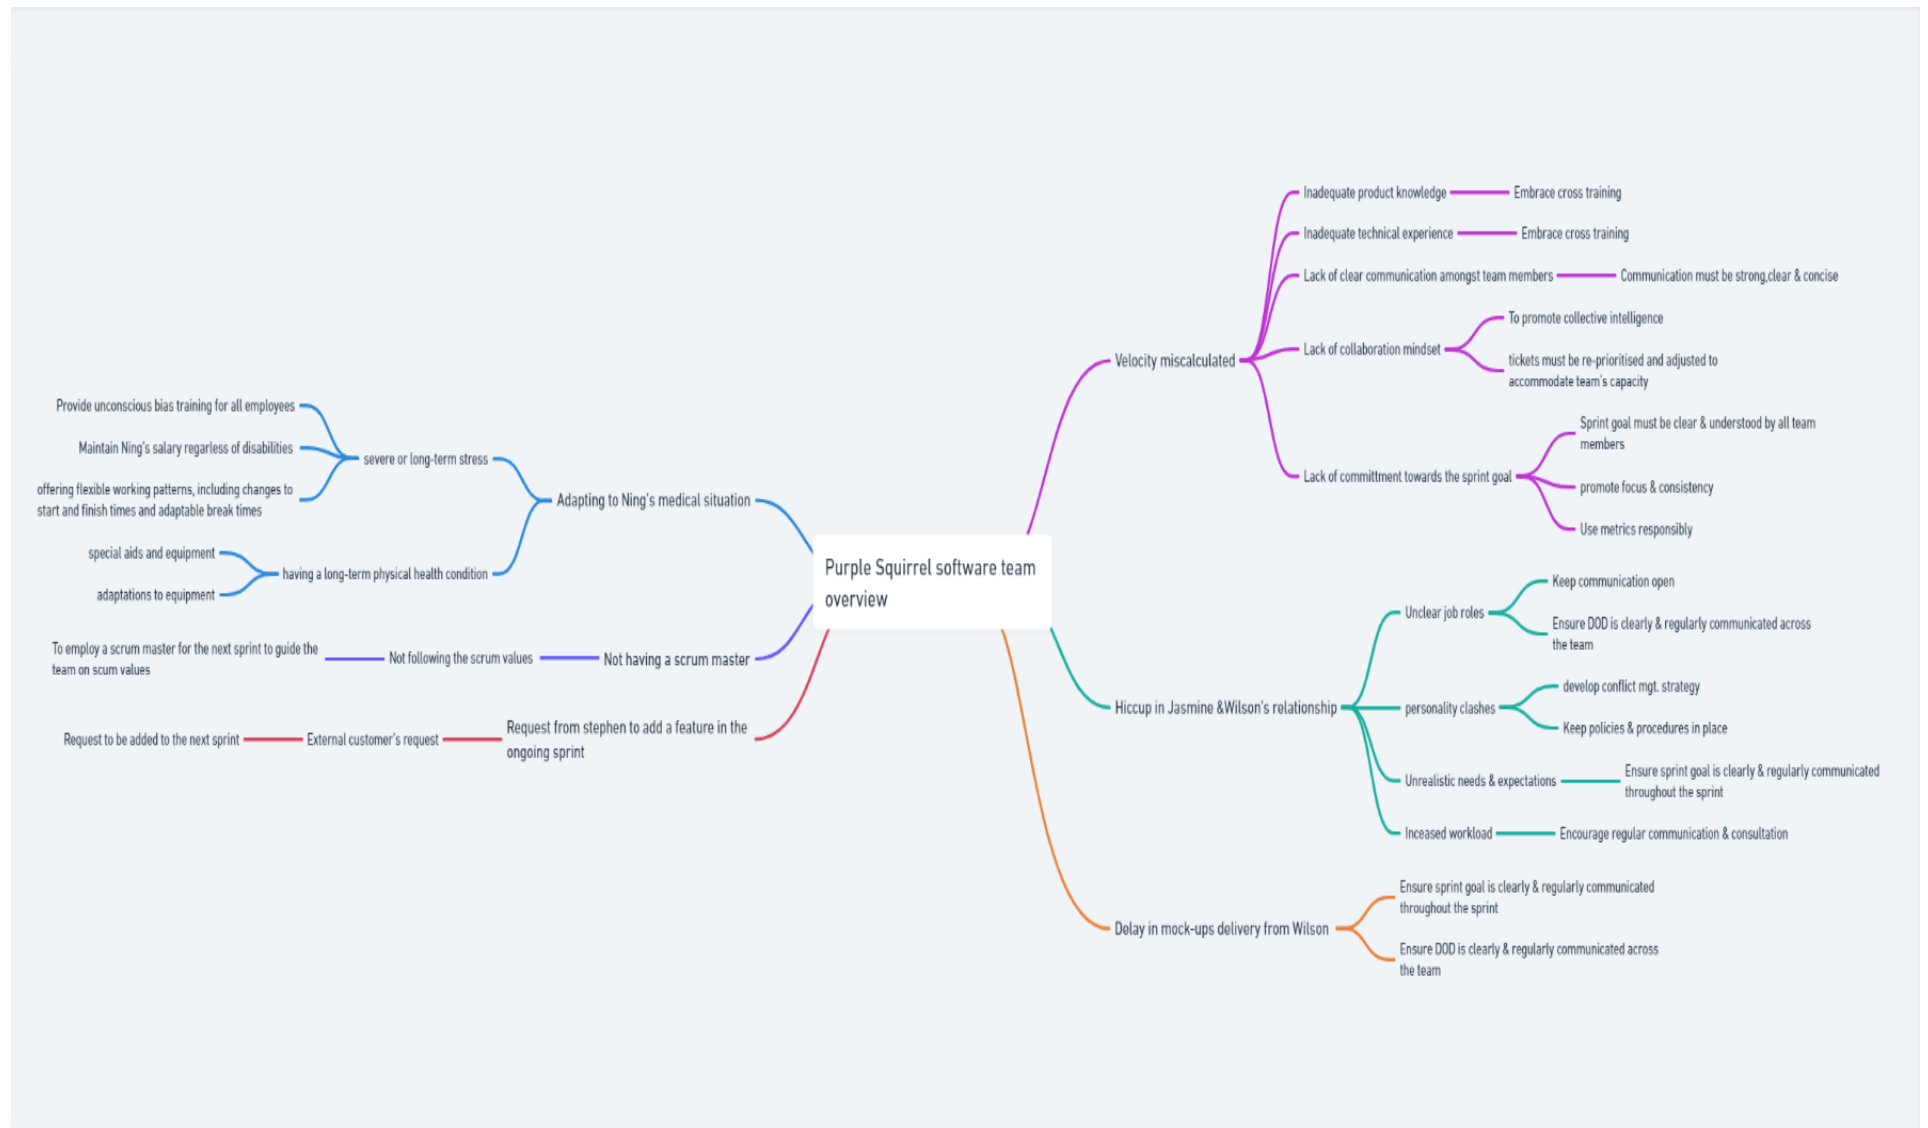 Purple Squirrel software team
overview
Velocity miscalculated
Inadequate product knowledge
Embrace cross training
Inadequate technical experience
Embrace cross training
Lack of clear communication amongst team members
Communication must be strong,clear & concise
Lack of collaboration mindset
To promote collective intelligence
tickets must be re-prioritised and adjusted to
accommodate team's capacity
Lack of committment towards the sprint goal
Sprint goal must be clear & understood by all team
members
promote focus & consistency
Use metrics responsibly
Hiccup in Jasmine &Wilson's relationship
Unclear job roles
Keep communication open
Ensure DOD is clearly & regularly communicated across
the team
personality clashes
develop conflict mgt. strategy
Keep policies & procedures in place
Unrealistic needs & expectations
Ensure sprint goal is clearly & regularly communicated
throughout the sprint
Inceased workload
Encourage regular communication & consultation
Delay in mock-ups delivery from Wilson
Ensure sprint goal is clearly & regularly communicated
throughout the sprint
Ensure DOD is clearly & regularly communicated across
the team
Adapting to Ning's medical situation
severe or long-term stress
Provide unconscious bias training for all employees
Maintain Ning's salary regarless of disabilities
offering flexible working patterns, including changes to
start and finish times and adaptable break times
having a long-term physical health condition
special aids and equipment
adaptations to equipment
Not having a scrum master
Not following the scrum values
To employ a scrum master for the next sprint to guide the
team on scum values
Request from stephen to add a feature in the
ongoing sprint
External customer's request
Request to be added to the next sprint